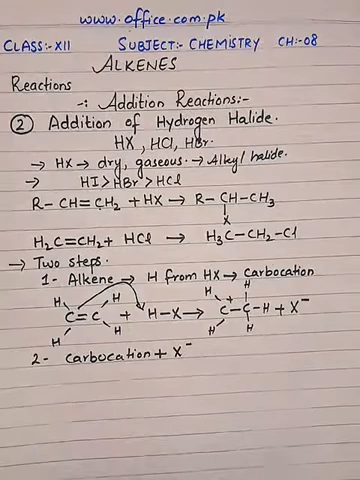 www.office.com.pk
CLASS:-XII SUBJECT:- CHEMISTRY CH:-08
ALKENES
Reactions
-: Addition Reactions:-
② Addition of Hydrogen Halide.
HX, HCl, HBr.
→ HX → dry, gaseous → Alkyl halide.
→ HI > HBr > HCl
R-CH=CH₂ + HX → R-CH-CH₃
X
H₂C=CH₂ + HCl → H₃C-CH₂-Cl
→ Two steps.
1- Alkene → H from HX → Carbocation
H H H H
C=C + H-X → C⁺-C-H + X⁻
H H H H
2- Carbocation + X⁻